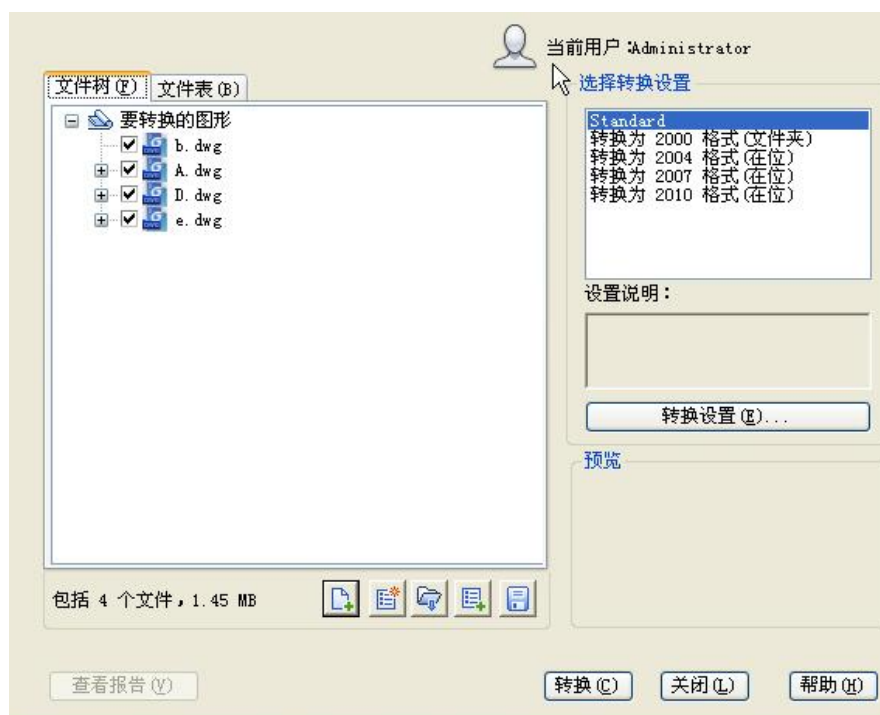 当前用户:Administrator
文件树(F)
文件表(B)
选择转换设置
要转换的图形
b.dwg
A.dwg
D.dwg
e.dwg
Standard
转换为 2000 格式(文件夹)
转换为 2004 格式(在位)
转换为 2007 格式(在位)
转换为 2010 格式(在位)
设置说明：
转换设置(E)...
预览
包括 4 个文件，1.45 MB
查看报告(V)
转换(C)
关闭(L)
帮助(H)